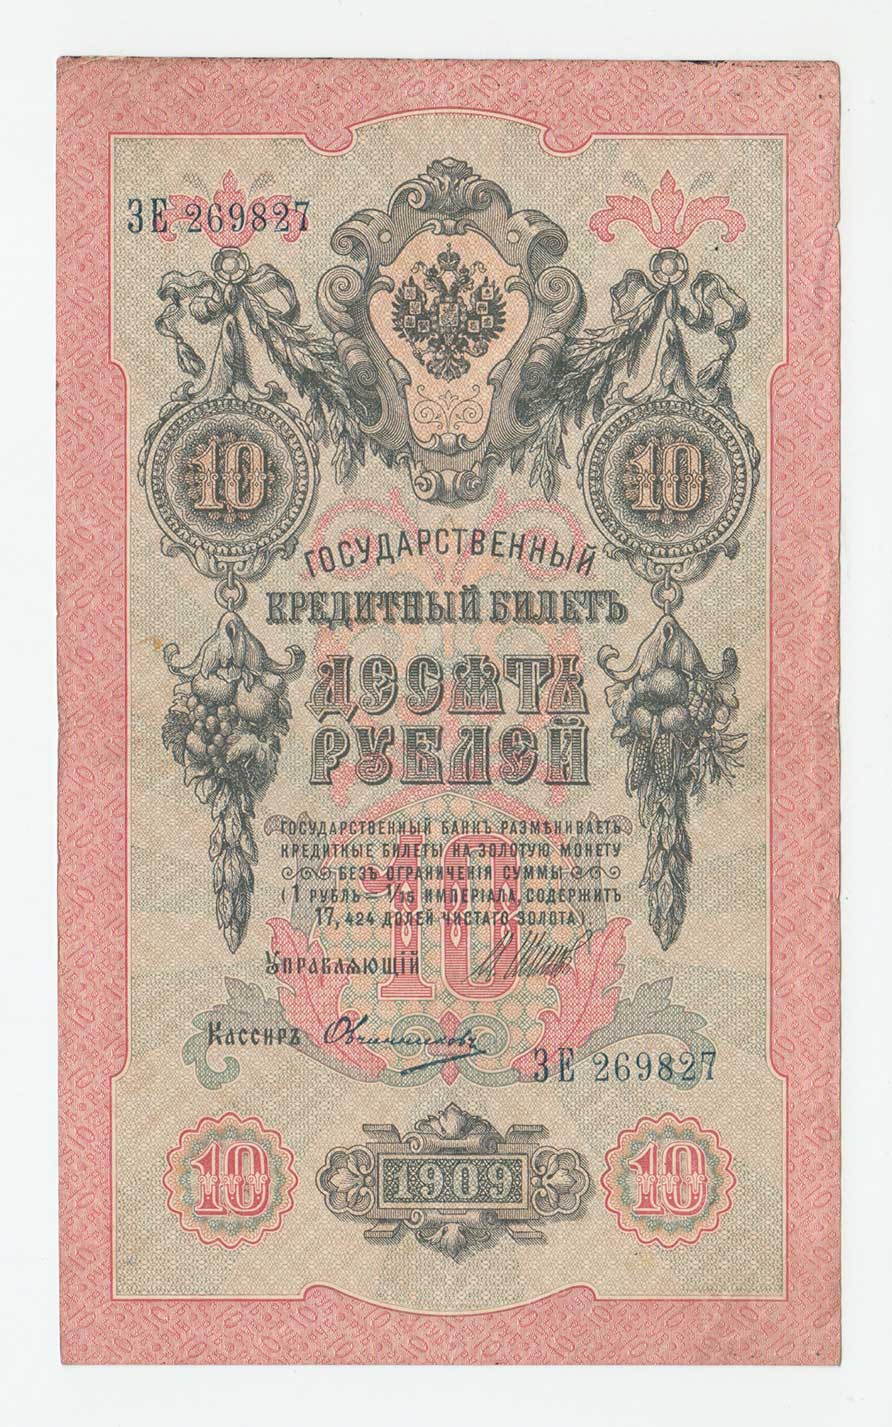 ЗЕ 269827
10 10
ГОСУДАРСТВЕННЫЙ
КРЕДИТНЫЙ БИЛЕТЪ
ДЕСЯТЬ
РУБЛЕЙ
ГОСУДАРСТВЕННЫЙ БАНКЪ РАЗМѢНИВАЕТЪ
КРЕДИТНЫЕ БИЛЕТЫ НА ЗОЛОТУЮ МОНЕТУ
БЕЗЪ ОГРАНИЧЕНІЯ СУММЫ
(1 РУБЛЬ = 1/15 ИМПЕРІАЛА, СОДЕРЖИТЪ
17,424 ДОЛЕЙ ЧИСТАГО ЗОЛОТА).
10
УПРАВЛЯЮЩІЙ
КАССИРЪ Овчинниковъ
ЗЕ 269827
10 1909 10